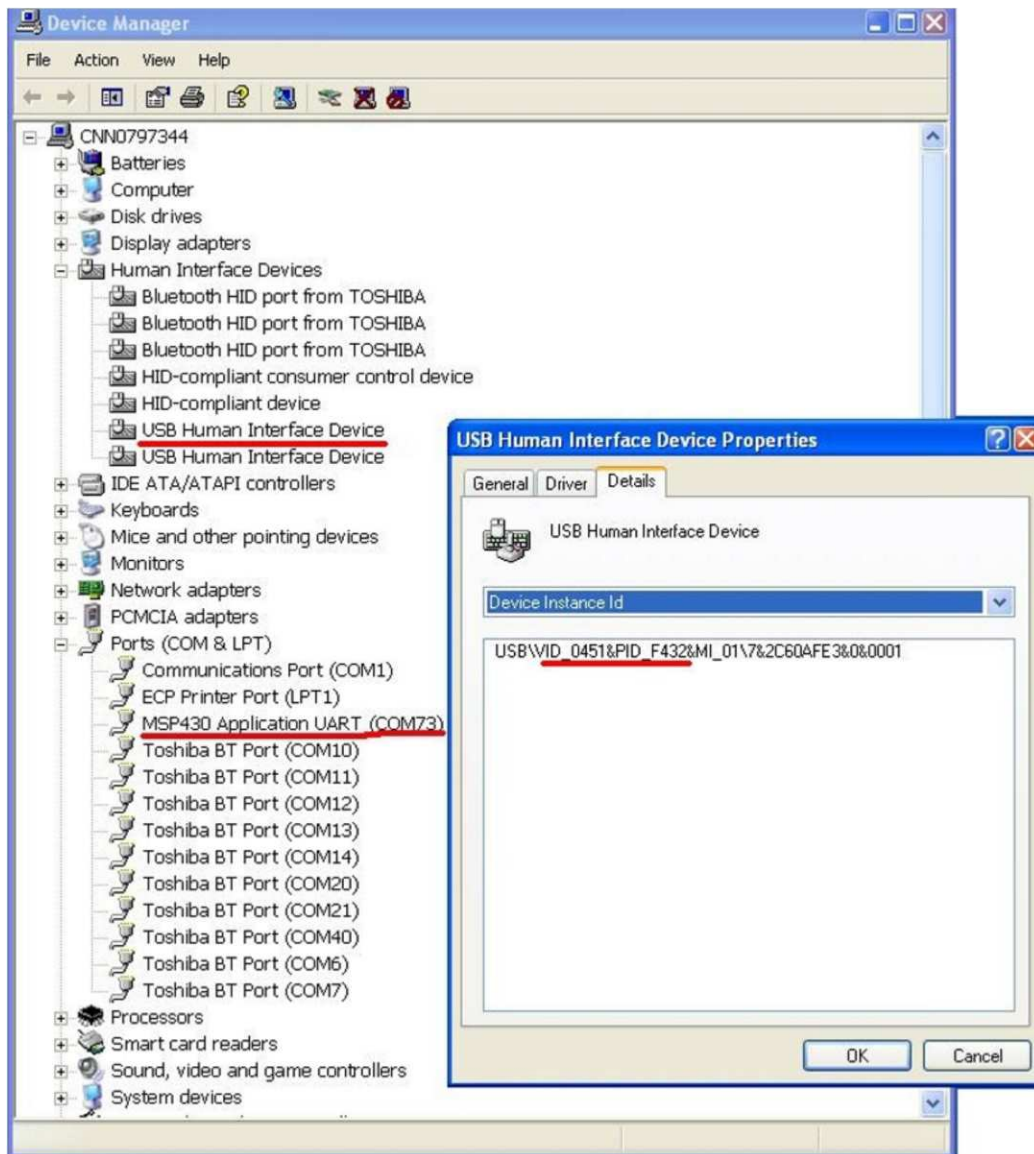 Device Manager
File Action View Help
CNN0797344
Batteries
Computer
Disk drives
Display adapters
Human Interface Devices
Bluetooth HID port from TOSHIBA
Bluetooth HID port from TOSHIBA
Bluetooth HID port from TOSHIBA
HID-compliant consumer control device
HID-compliant device
USB Human Interface Device
USB Human Interface Device
IDE ATA/ATAPI controllers
Keyboards
Mice and other pointing devices
Monitors
Network adapters
PCMCIA adapters
Ports (COM & LPT)
Communications Port (COM1)
ECP Printer Port (LPT1)
MSP430 Application UART (COM73)
Toshiba BT Port (COM10)
Toshiba BT Port (COM11)
Toshiba BT Port (COM12)
Toshiba BT Port (COM13)
Toshiba BT Port (COM14)
Toshiba BT Port (COM20)
Toshiba BT Port (COM21)
Toshiba BT Port (COM40)
Toshiba BT Port (COM6)
Toshiba BT Port (COM7)
Processors
Smart card readers
Sound, video and game controllers
System devices
USB Human Interface Device Properties
General Driver Details
USB Human Interface Device
Device Instance Id
USB\VID_0451&PID_F432&MI_01\7&2C60AFE3&0&0001
OK Cancel